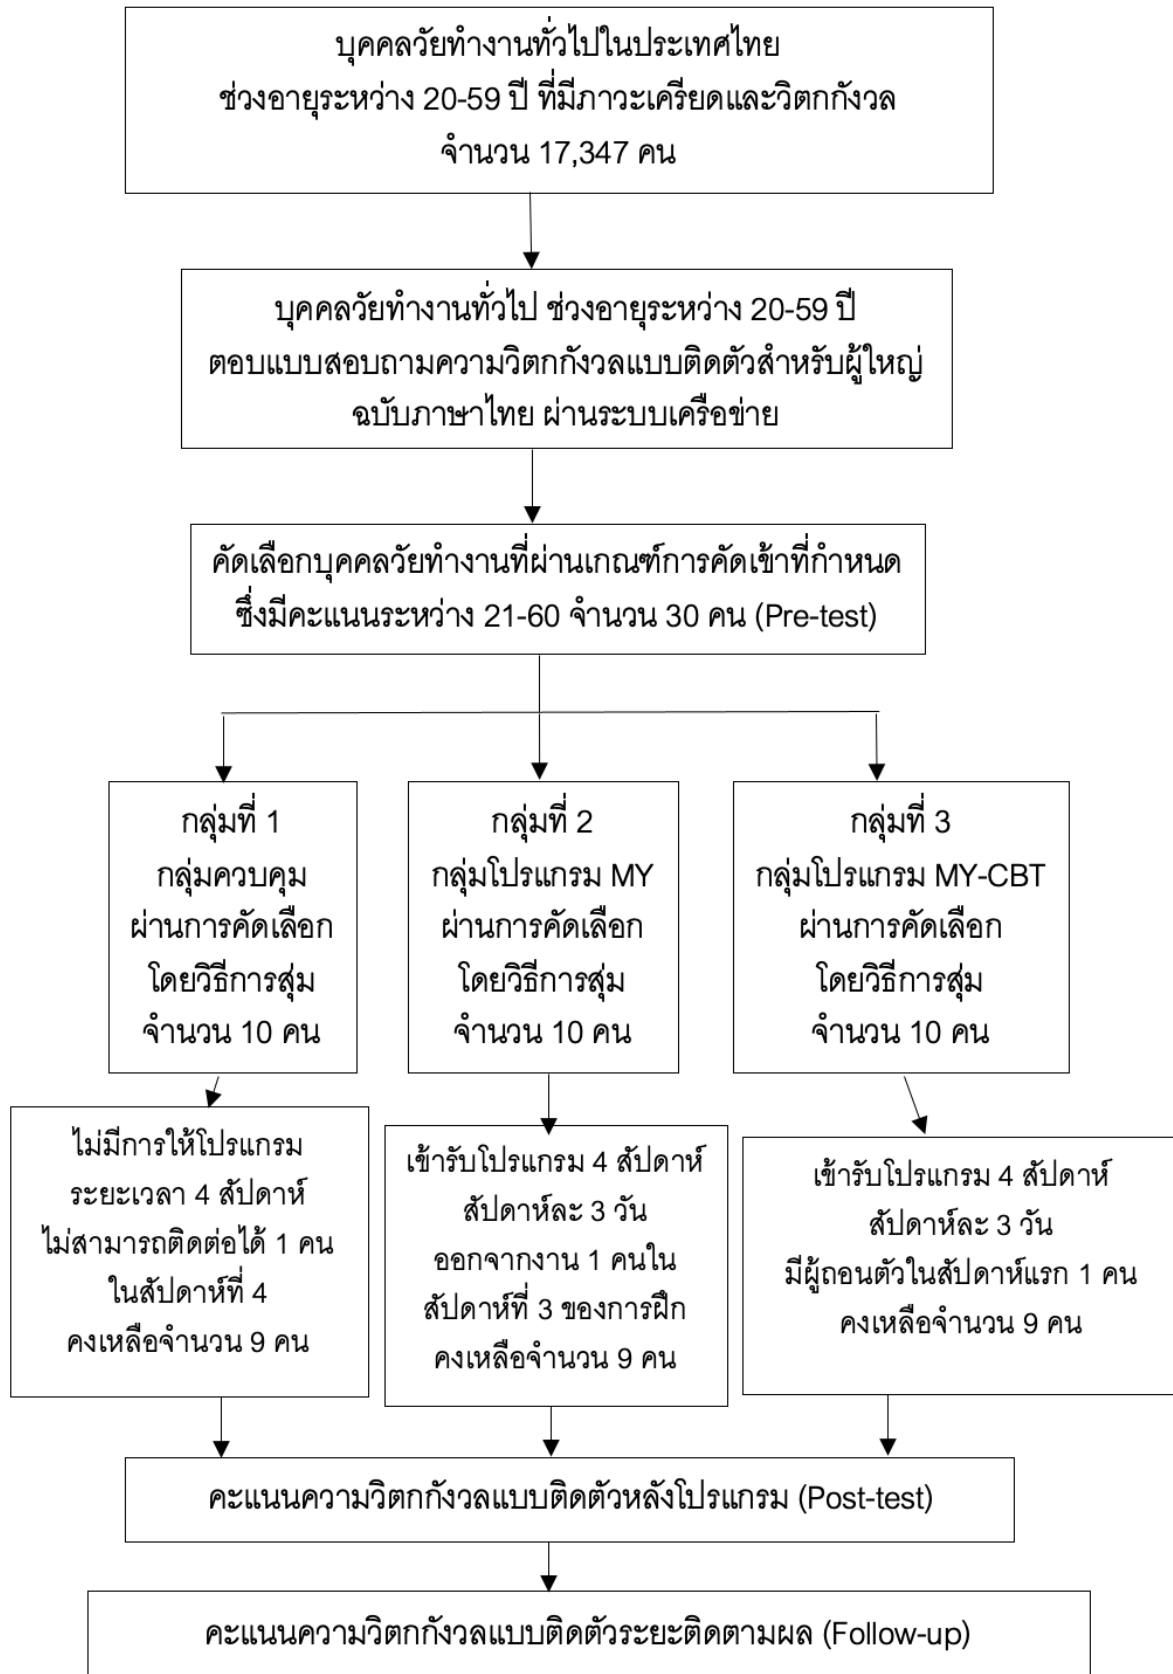 บุคคลวัยทำงานทั่วไปในประเทศไทย
ช่วงอายุระหว่าง 20-59 ปี ที่มีภาวะเครียดและวิตกกังวล
จำนวน 17,347 คน
บุคคลวัยทำงานทั่วไป ช่วงอายุระหว่าง 20-59 ปี
ตอบแบบสอบถามความวิตกกังวลแบบติดตัวสำหรับผู้ใหญ่
ฉบับภาษาไทย ผ่านระบบเครือข่าย
คัดเลือกบุคคลวัยทำงานที่ผ่านเกณฑ์การคัดเข้าที่กำหนด
ซึ่งมีคะแนนระหว่าง 21-60 จำนวน 30 คน (Pre-test)
กลุ่มที่ 1
กลุ่มควบคุม
ผ่านการคัดเลือก
โดยวิธีการสุ่ม
จำนวน 10 คน
กลุ่มที่ 2
กลุ่มโปรแกรม MY
ผ่านการคัดเลือก
โดยวิธีการสุ่ม
จำนวน 10 คน
กลุ่มที่ 3
กลุ่มโปรแกรม MY-CBT
ผ่านการคัดเลือก
โดยวิธีการสุ่ม
จำนวน 10 คน
ไม่มีการให้โปรแกรม
ระยะเวลา 4 สัปดาห์
ไม่สามารถติดต่อได้ 1 คน
ในสัปดาห์ที่ 4
คงเหลือจำนวน 9 คน
เข้ารับโปรแกรม 4 สัปดาห์
สัปดาห์ละ 3 วัน
ออกจากงาน 1 คนใน
สัปดาห์ที่ 3 ของการฝึก
คงเหลือจำนวน 9 คน
เข้ารับโปรแกรม 4 สัปดาห์
สัปดาห์ละ 3 วัน
มีผู้ถอนตัวในสัปดาห์แรก 1 คน
คงเหลือจำนวน 9 คน
คะแนนความวิตกกังวลแบบติดตัวหลังโปรแกรม (Post-test)
คะแนนความวิตกกังวลแบบติดตัวระยะติดตามผล (Follow-up)